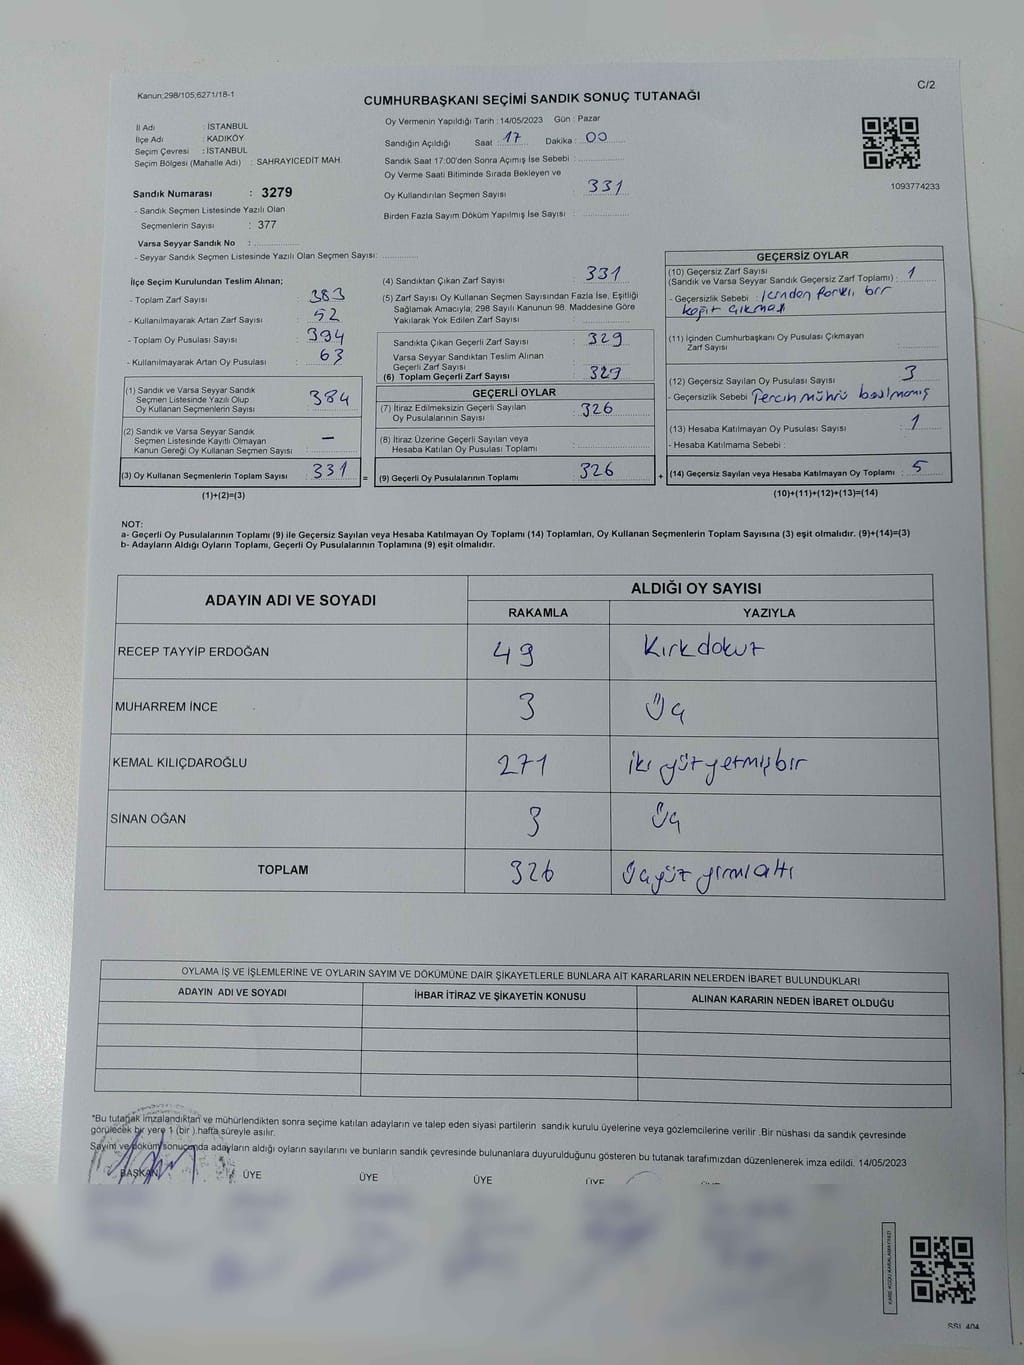 Kanun;298/105;6271/18-1
C/2
CUMHURBAŞKANI SEÇİMİ SANDIK SONUÇ TUTANAĞI
İl Adı : İSTANBUL
İlçe Adı : KADIKÖY
Seçim Çevresi : İSTANBUL
Seçim Bölgesi (Mahalle Adı) : SAHRAYICEDİT MAH.
Sandık Numarası : 3279
- Sandık Seçmen Listesinde Yazılı Olan
Seçmenlerin Sayısı : 377
Varsa Seyyar Sandık No :
- Seyyar Sandık Seçmen Listesinde Yazılı Olan Seçmen Sayısı:
Oy Vermenin Yapıldığı Tarih :14/05/2023 Gün : Pazar
Sandığın Açıldığı Saat : 17 Dakika : 00
Sandık Saat 17:00'den Sonra Açımış İse Sebebi :
Oy Verme Saati Bitiminde Sırada Bekleyen ve
Oy Kullandırılan Seçmen Sayısı : 331
Birden Fazla Sayım Döküm Yapılmış İse Sayısı :
1093774233
İlçe Seçim Kurulundan Teslim Alınan;
- Toplam Zarf Sayısı : 383
- Kullanılmayarak Artan Zarf Sayısı : 52
- Toplam Oy Pusulası Sayısı : 394
- Kullanılmayarak Artan Oy Pusulası : 63
(1) Sandık ve Varsa Seyyar Sandık
Seçmen Listesinde Yazılı Olup
Oy Kullanan Seçmenlerin Sayısı : 384
(2) Sandık ve Varsa Seyyar Sandık
Seçmen Listesinde Kayıtlı Olmayan
Kanun Gereği Oy Kullanan Seçmen Sayısı : –
(3) Oy Kullanan Seçmenlerin Toplam Sayısı : 331 =
(1)+(2)=(3)
(4) Sandıktan Çıkan Zarf Sayısı : 331
(5) Zarf Sayısı Oy Kullanan Seçmen Sayısından Fazla İse, Eşitliği
Sağlamak Amacıyla; 298 Sayılı Kanunun 98. Maddesine Göre
Yakılarak Yok Edilen Zarf Sayısı :
Sandıkta Çıkan Geçerli Zarf Sayısı : 329
Varsa Seyyar Sandıktan Teslim Alınan
Geçerli Zarf Sayısı :
(6) Toplam Geçerli Zarf Sayısı : 329
GEÇERLİ OYLAR
(7) İtiraz Edilmeksizin Geçerli Sayılan
Oy Pusulalarının Sayısı : 326
(8) İtiraz Üzerine Geçerli Sayılan veya
Hesaba Katılan Oy Pusulası Toplamı :
(9) Geçerli Oy Pusulalarının Toplamı : 326 +
GEÇERSİZ OYLAR
(10) Geçersiz Zarf Sayısı
(Sandık ve Varsa Seyyar Sandık Geçersiz Zarf Toplamı) : 1
- Geçersizlik Sebebi : İçinden farklı bir
kağıt çıkması
(11) İçinden Cumhurbaşkanı Oy Pusulası Çıkmayan
Zarf Sayısı :
(12) Geçersiz Sayılan Oy Pusulası Sayısı : 3
- Geçersizlik Sebebi : Tercih mührü basılmamış
(13) Hesaba Katılmayan Oy Pusulası Sayısı : 1
- Hesaba Katılmama Sebebi :
(14) Geçersiz Sayılan veya Hesaba Katılmayan Oy Toplamı : 5
(10)+(11)+(12)+(13)=(14)
NOT:
a- Geçerli Oy Pusulalarının Toplamı (9) ile Geçersiz Sayılan veya Hesaba Katılmayan Oy Toplamı (14) Toplamları, Oy Kullanan Seçmenlerin Toplam Sayısına (3) eşit olmalıdır. (9)+(14)=(3)
b- Adayların Aldığı Oyların Toplamı, Geçerli Oy Pusulalarının Toplamına (9) eşit olmalıdır.
ADAYIN ADI VE SOYADI
ALDIĞI OY SAYISI
RAKAMLA YAZIYLA
RECEP TAYYİP ERDOĞAN 49 Kırkdokuz
MUHARREM İNCE 3 Üç
KEMAL KILIÇDAROĞLU 271 iki yüz yetmiş bir
SİNAN OĞAN 3 Üç
TOPLAM 326 Üçyüz yirmi altı
OYLAMA İŞ VE İŞLEMLERİNE VE OYLARIN SAYIM VE DÖKÜMÜNE DAİR ŞİKAYETLERLE BUNLARA AİT KARARLARIN NELERDEN İBARET BULUNDUKLARI
ADAYIN ADI VE SOYADI İHBAR İTİRAZ VE ŞİKAYETİN KONUSU ALINAN KARARIN NEDEN İBARET OLDUĞU
*Bu tutanak imzalandıktan ve mühürlendikten sonra seçime katılan adayların ve talep eden siyasi partilerin sandık kurulu üyelerine veya gözlemcilerine verilir .Bir nüshası da sandık çevresinde
görülecek bir yere 1 (bir ) hafta süreyle asılır.
Sayım ve döküm sonucunda adayların aldığı oyların sayılarını ve bunların sandık çevresinde bulunanlara duyurulduğunu gösteren bu tutanak tarafımızdan düzenlenerek imza edildi. 14/05/2023
BAŞKAN ÜYE ÜYE ÜYE ÜYE
KARE KODU KARALAMAYINIZ!